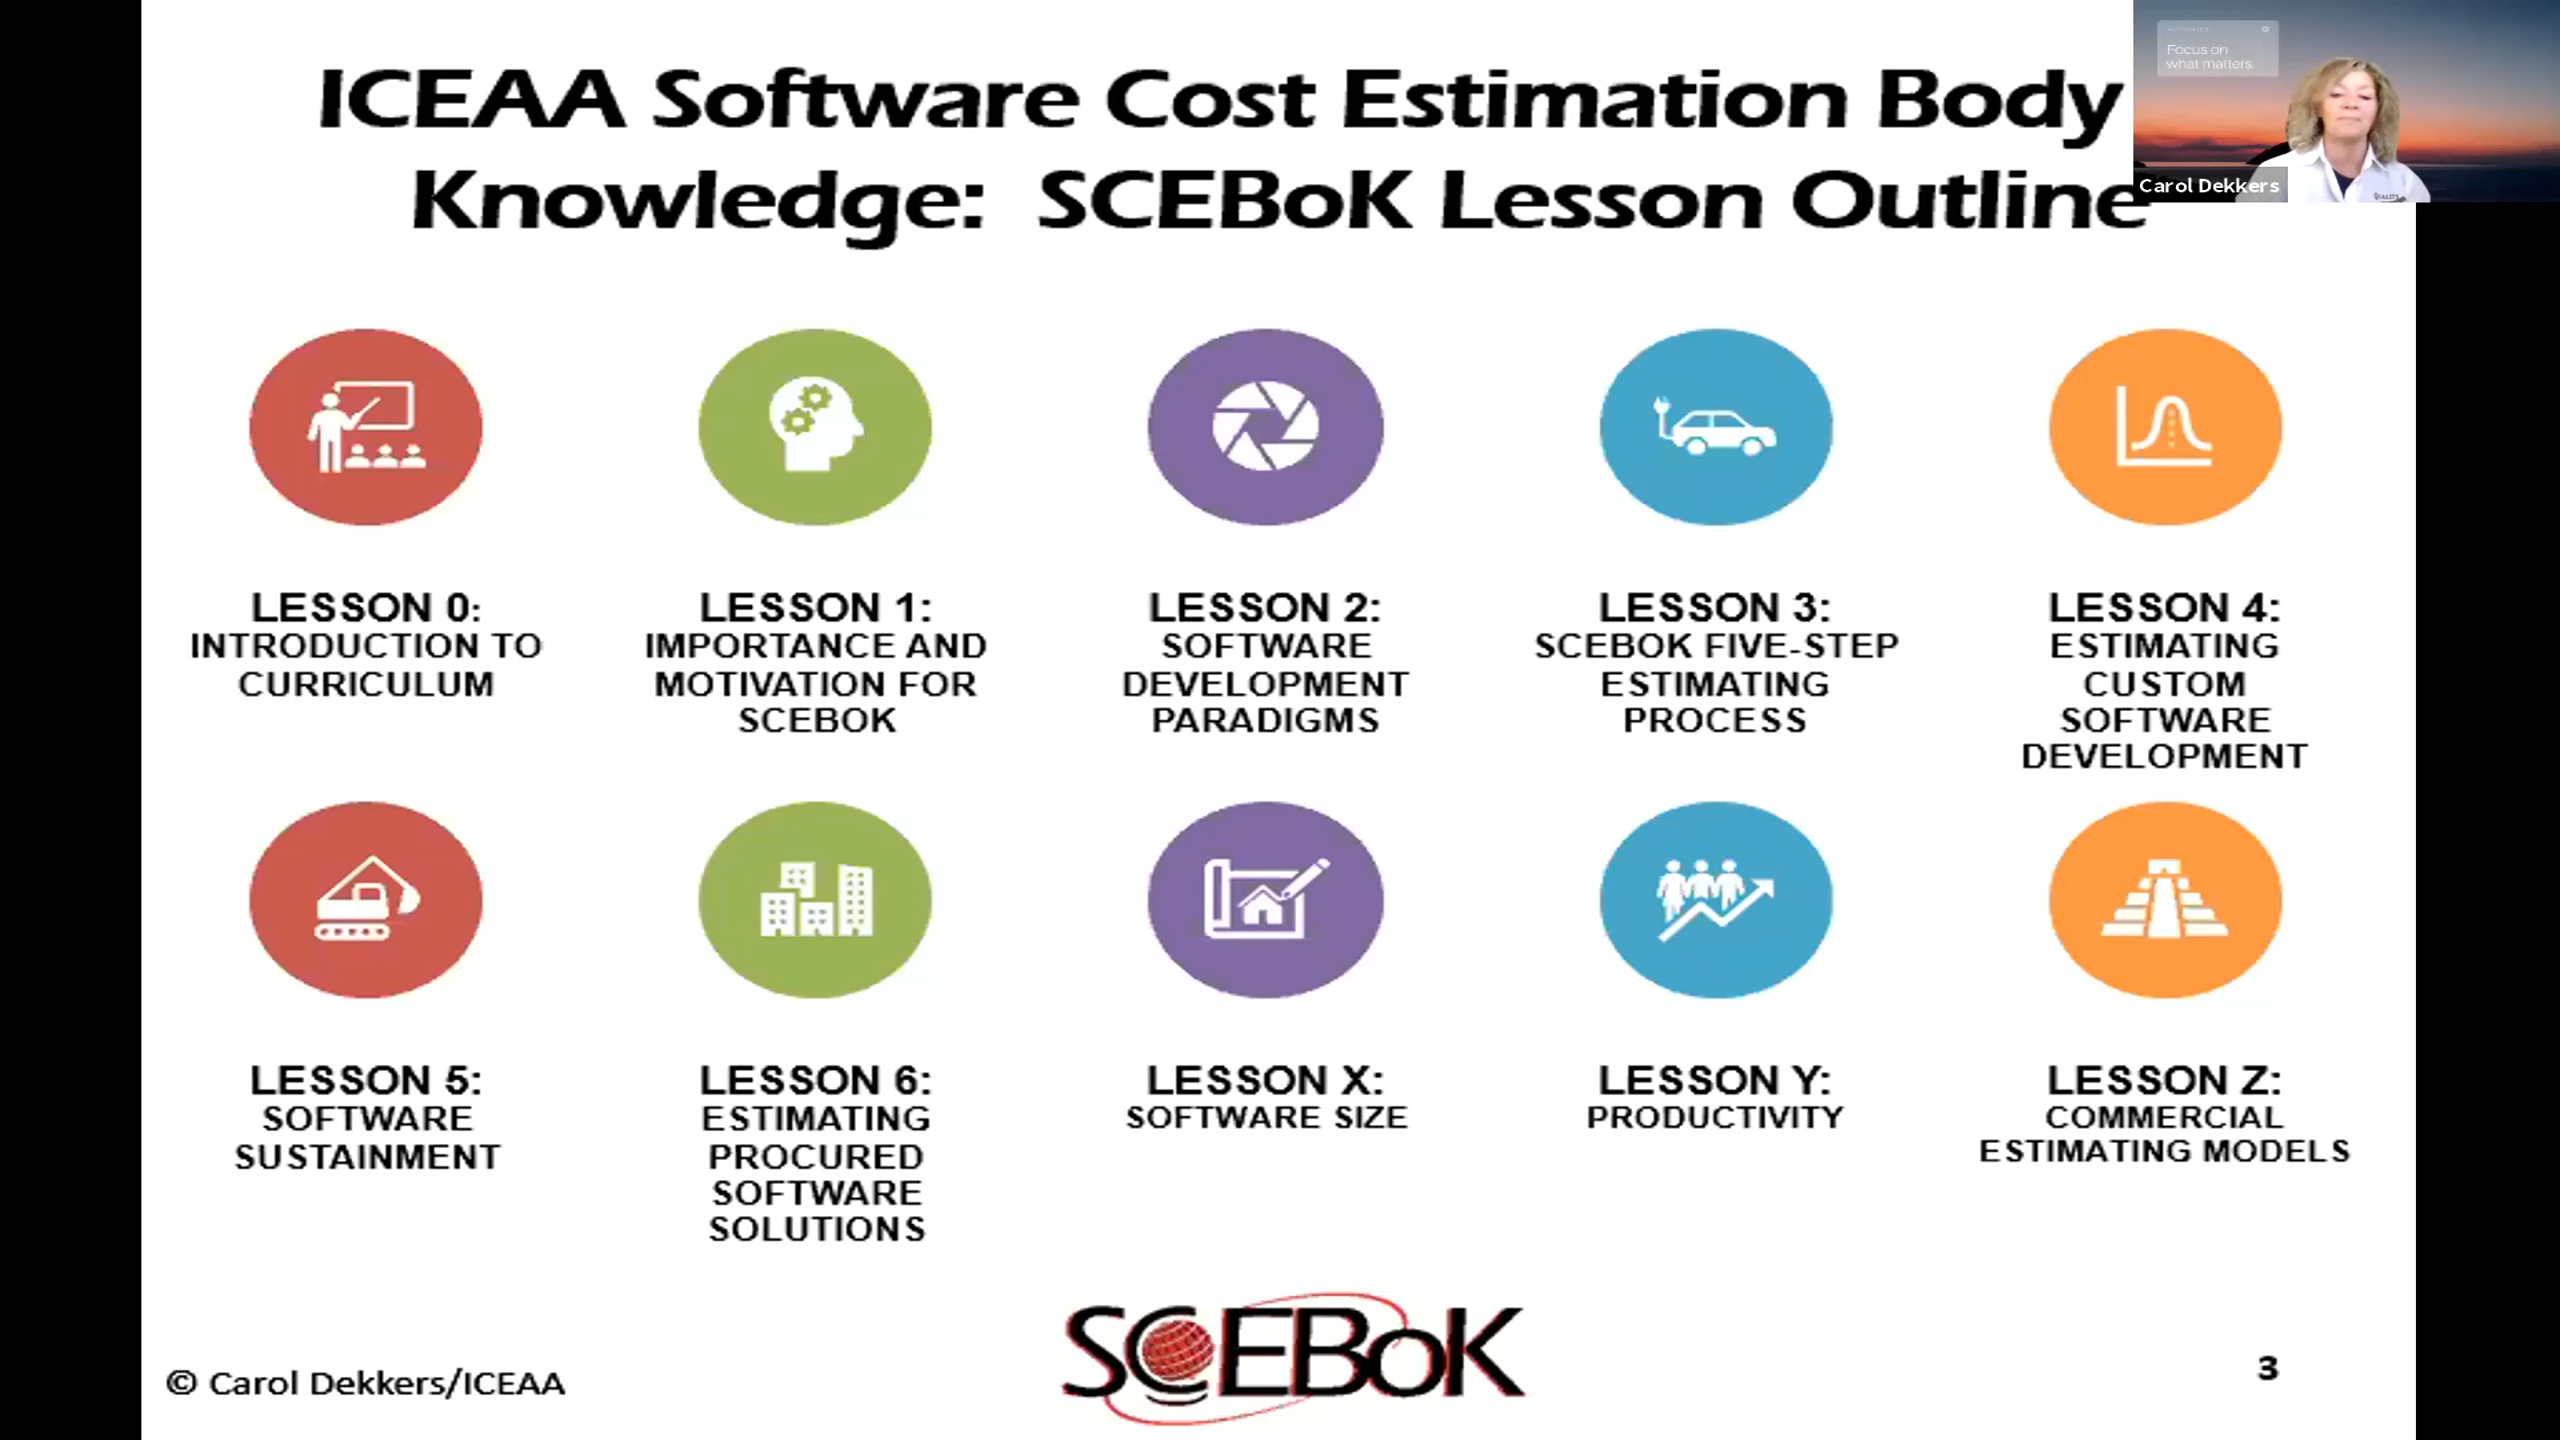 ICEAA Software Cost Estimation Body
Knowledge: SCEBoK Lesson Outline
Focus on
what matters.
Carol Dekkers
LESSON 0:
INTRODUCTION TO
CURRICULUM
LESSON 1:
IMPORTANCE AND
MOTIVATION FOR
SCEBOK
LESSON 2:
SOFTWARE
DEVELOPMENT
PARADIGMS
LESSON 3:
SCEBOK FIVE-STEP
ESTIMATING
PROCESS
LESSON 4:
ESTIMATING
CUSTOM
SOFTWARE
DEVELOPMENT
LESSON 5:
SOFTWARE
SUSTAINMENT
LESSON 6:
ESTIMATING
PROCURED
SOFTWARE
SOLUTIONS
LESSON X:
SOFTWARE SIZE
LESSON Y:
PRODUCTIVITY
LESSON Z:
COMMERCIAL
ESTIMATING MODELS
© Carol Dekkers/ICEAA
SCEBoK
3